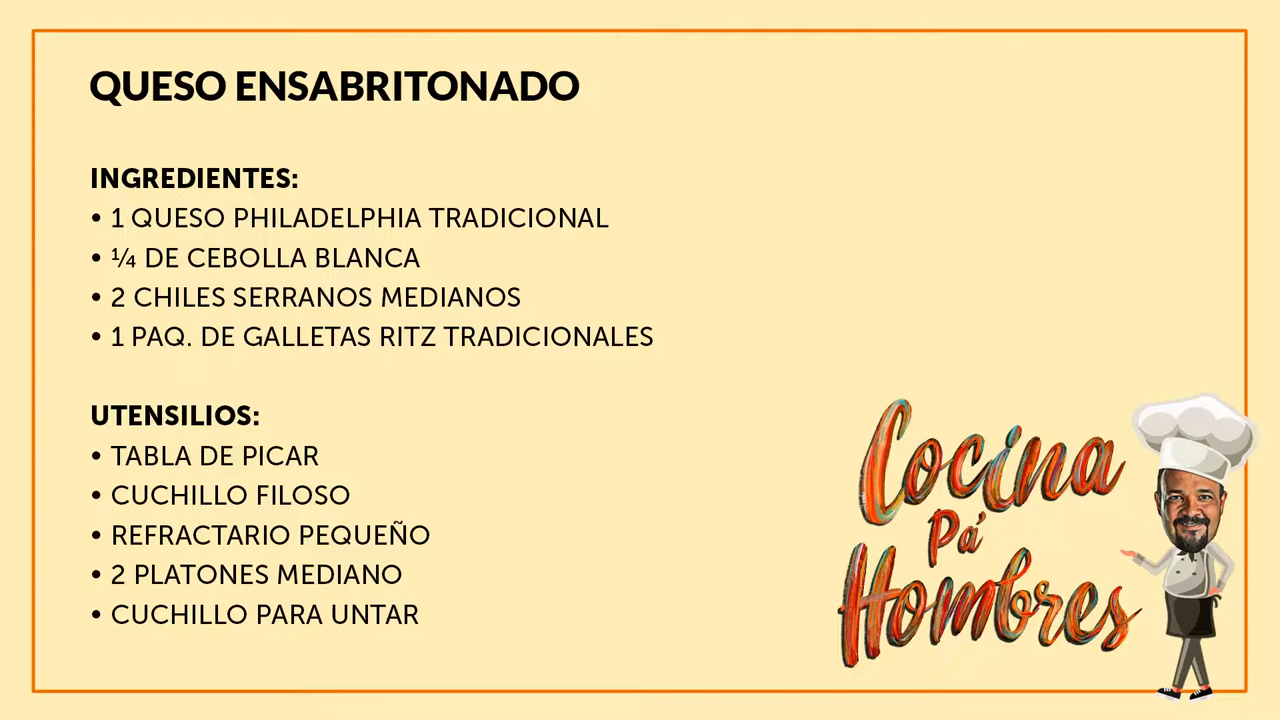 QUESO ENSABRITONADO
INGREDIENTES:
• 1 QUESO PHILADELPHIA TRADICIONAL
• ¼ DE CEBOLLA BLANCA
• 2 CHILES SERRANOS MEDIANOS
• 1 PAQ. DE GALLETAS RITZ TRADICIONALES
UTENSILIOS:
• TABLA DE PICAR
• CUCHILLO FILOSO
• REFRACTARIO PEQUEÑO
• 2 PLATONES MEDIANO
• CUCHILLO PARA UNTAR
Cocina
Pá'
Hombres